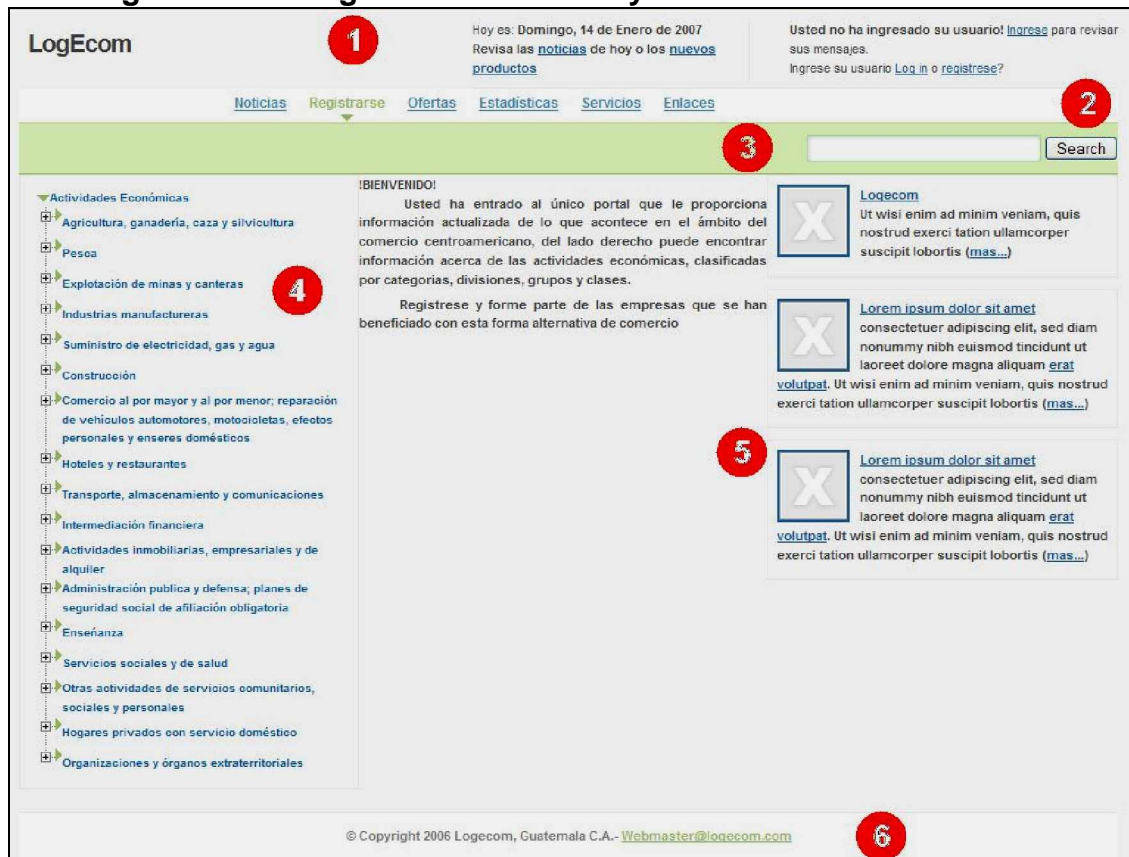 LogEcom
1
Hoy es: Domingo, 14 de Enero de 2007
Revisa las noticias de hoy o los nuevos
productos
Usted no ha ingresado su usuario! Ingrese para revisar
sus mensajes.
Ingrese su usuario Log in o registrese?
Noticias Registrarse Ofertas Estadísticas Servicios Enlaces
2
3
Search
Actividades Económicas
Agricultura, ganadería, caza y silvicultura
Pesca
Explotación de minas y canteras
4
Industrias manufactureras
Suministro de electricidad, gas y agua
Construcción
Comercio al por mayor y al por menor; reparación
de vehículos automotores, motocicletas, efectos
personales y enseres domésticos
Hoteles y restaurantes
Transporte, almacenamiento y comunicaciones
Intermediación financiera
Actividades inmobiliarias, empresariales y de
alquiler
Administración publica y defensa; planes de
seguridad social de afiliación obligatoria
Enseñanza
Servicios sociales y de salud
Otras actividades de servicios comunitarios,
sociales y personales
Hogares privados con servicio doméstico
Organizaciones y órganos extraterritoriales
!BIENVENIDO!
Usted ha entrado al único portal que le proporciona
información actualizada de lo que acontece en el ámbito del
comercio centroamericano, del lado derecho puede encontrar
información acerca de las actividades económicas, clasificadas
por categorias, divisiones, grupos y clases.
Registrese y forme parte de las empresas que se han
beneficiado con esta forma alternativa de comercio
X
Logecom
Ut wisi enim ad minim veniam, quis
nostrud exerci tation ullamcorper
suscipit lobortis (mas...)
X
Lorem ipsum dolor sit amet
consectetuer adipiscing elit, sed diam
nonummy nibh euismod tincidunt ut
laoreet dolore magna aliquam erat
volutpat. Ut wisi enim ad minim veniam, quis nostrud
exerci tation ullamcorper suscipit lobortis (mas...)
5
X
Lorem ipsum dolor sit amet
consectetuer adipiscing elit, sed diam
nonummy nibh euismod tincidunt ut
laoreet dolore magna aliquam erat
volutpat. Ut wisi enim ad minim veniam, quis nostrud
exerci tation ullamcorper suscipit lobortis (mas...)
© Copyright 2006 Logecom, Guatemala C.A.- Webmaster@logecom.com
6